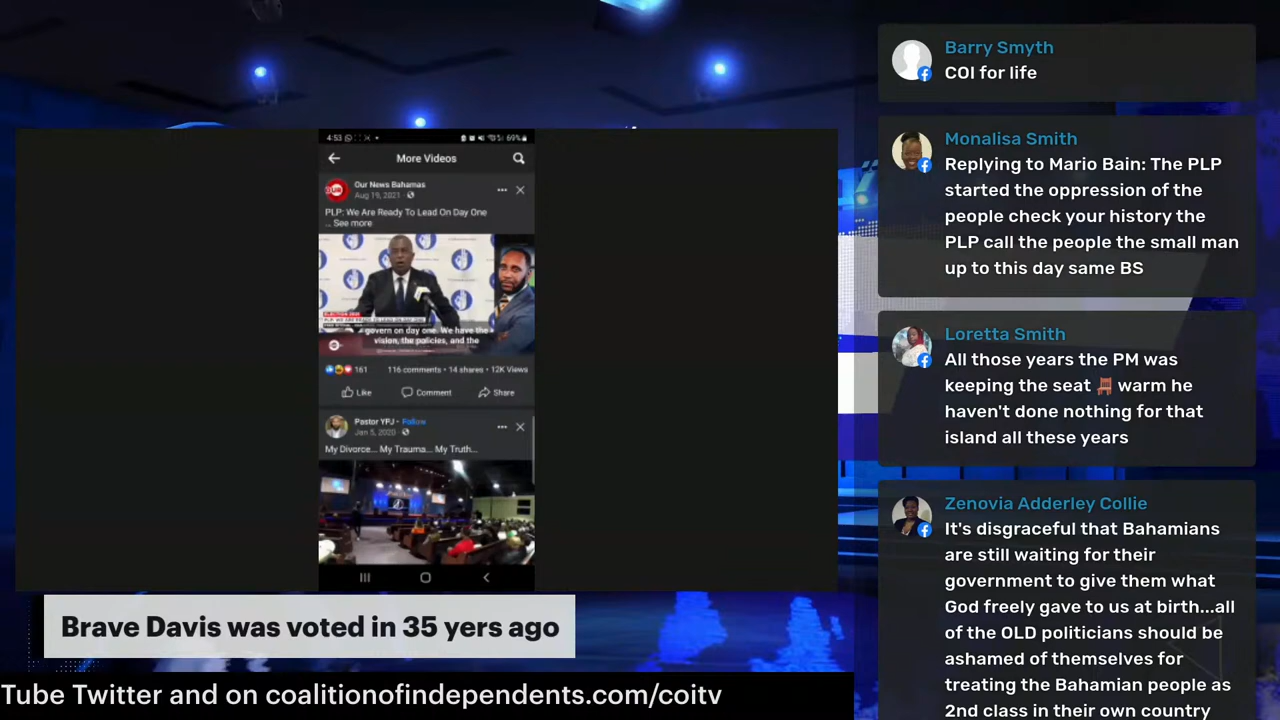 4:53
69%
More Videos
Our News Bahamas
Aug 19, 2021
PLP: We Are Ready To Lead On Day One
... See more
govern on day one. We have the
vision, the policies, and the
161
116 comments • 14 shares • 12K Views
Like
Comment
Share
Pastor YPJ • Follow
Jan 5, 2020
My Divorce... My Trauma... My Truth...
Brave Davis was voted in 35 yers ago
Tube Twitter and on coalitionofindependents.com/coitv
Barry Smyth
COI for life
Monalisa Smith
Replying to Mario Bain: The PLP
started the oppression of the
people check your history the
PLP call the people the small man
up to this day same BS
Loretta Smith
All those years the PM was
keeping the seat 🪑 warm he
haven't done nothing for that
island all these years
Zenovia Adderley Collie
It's disgraceful that Bahamians
are still waiting for their
government to give them what
God freely gave to us at birth...all
of the OLD politicians should be
ashamed of themselves for
treating the Bahamian people as
2nd class in their own country